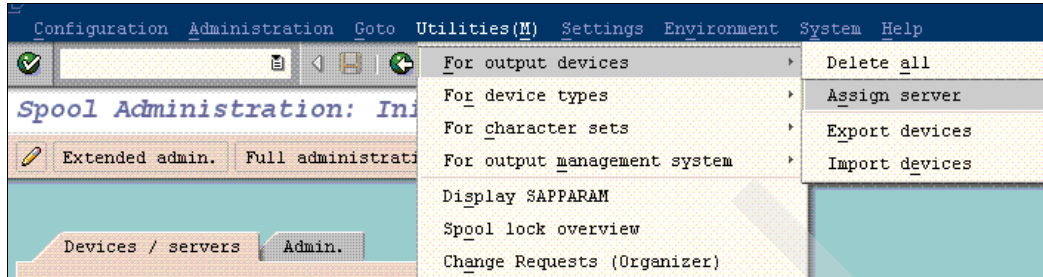 Configuration Administration Goto Utilities(M) Settings Environment System Help
For output devices
Delete all
For device types
Assign server
Spool Administration: Ini
For character sets
Export devices
Extended admin. Full administrati
For output management system
Import devices
Display SAPPARAM
Spool lock overview
Devices / servers Admin.
Change Requests (Organizer)